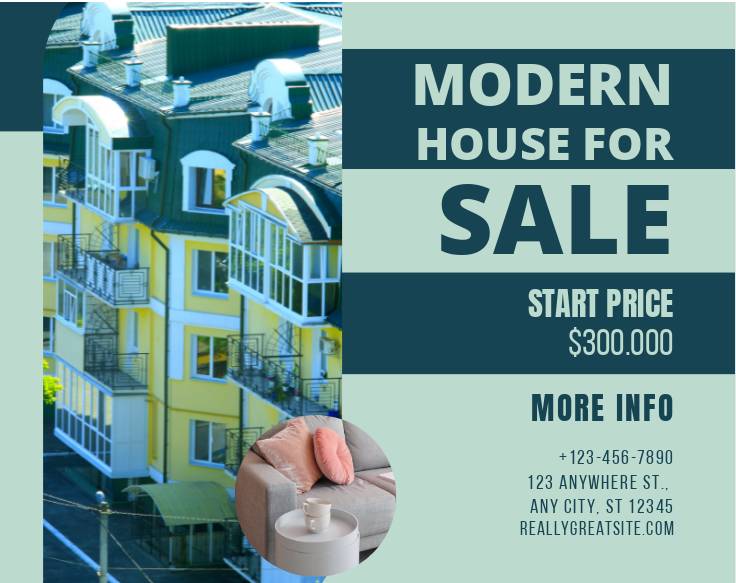 MODERN
HOUSE FOR
SALE
START PRICE
$300.000
MORE INFO
+123-456-7890
123 ANYWHERE ST.,
ANY CITY, ST 12345
REALLYGREATSITE.COM